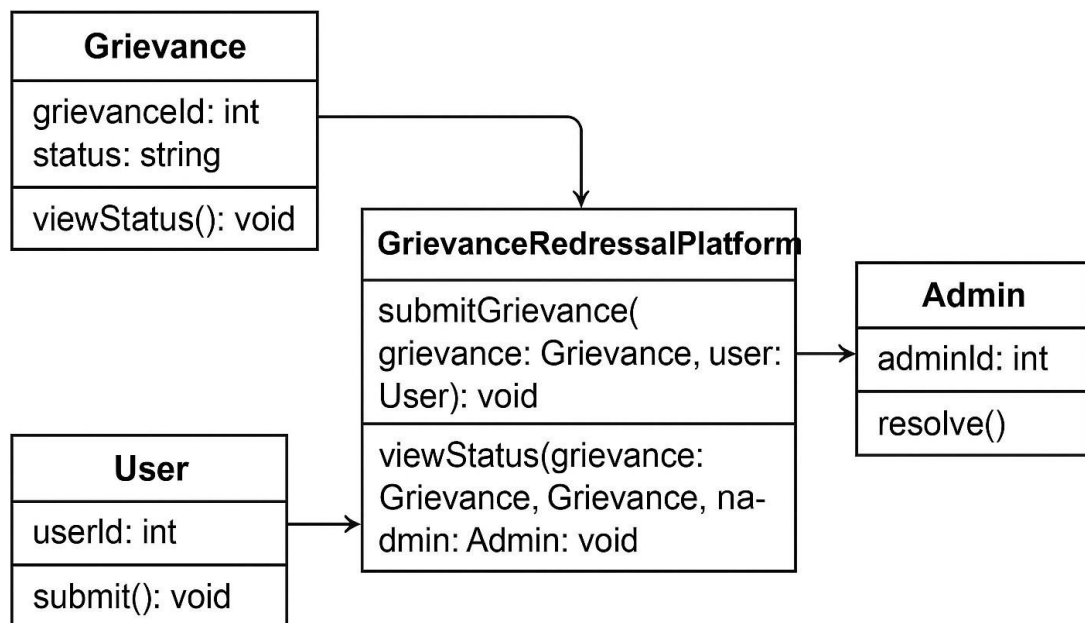 Grievance
grievanceId: int
status: string
viewStatus(): void
GrievanceRedressalPlatform
submitGrievance(
grievance: Grievance, user:
User): void
viewStatus(grievance:
Grievance, Grievance, na-
dmin: Admin: void
Admin
adminId: int
resolve()
User
userId: int
submit(): void